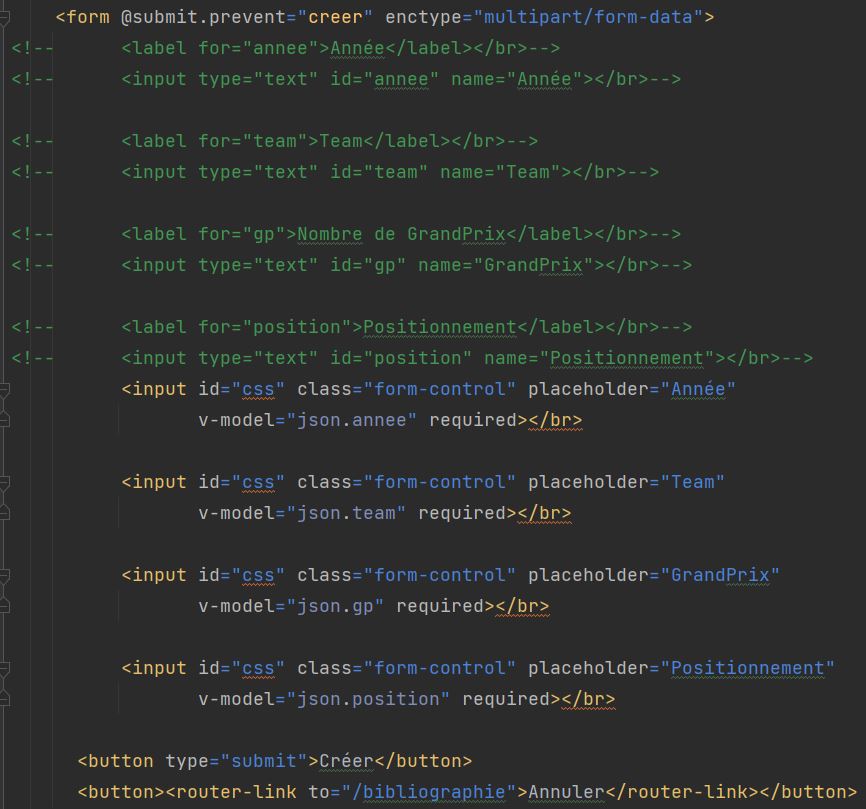 <form @submit.prevent="creer" enctype="multipart/form-data">
<!--      <label for="annee">Année</label></br>-->
<!--      <input type="text" id="annee" name="Année"></br>-->
<!--      <label for="team">Team</label></br>-->
<!--      <input type="text" id="team" name="Team"></br>-->
<!--      <label for="gp">Nombre de GrandPrix</label></br>-->
<!--      <input type="text" id="gp" name="GrandPrix"></br>-->
<!--      <label for="position">Positionnement</label></br>-->
<!--      <input type="text" id="position" name="Positionnement"></br>-->
<input id="css" class="form-control" placeholder="Année"
v-model="json.annee" required></br>
<input id="css" class="form-control" placeholder="Team"
v-model="json.team" required></br>
<input id="css" class="form-control" placeholder="GrandPrix"
v-model="json.gp" required></br>
<input id="css" class="form-control" placeholder="Positionnement"
v-model="json.position" required></br>
<button type="submit">Créer</button>
<button><router-link to="/bibliographie">Annuler</router-link></button>